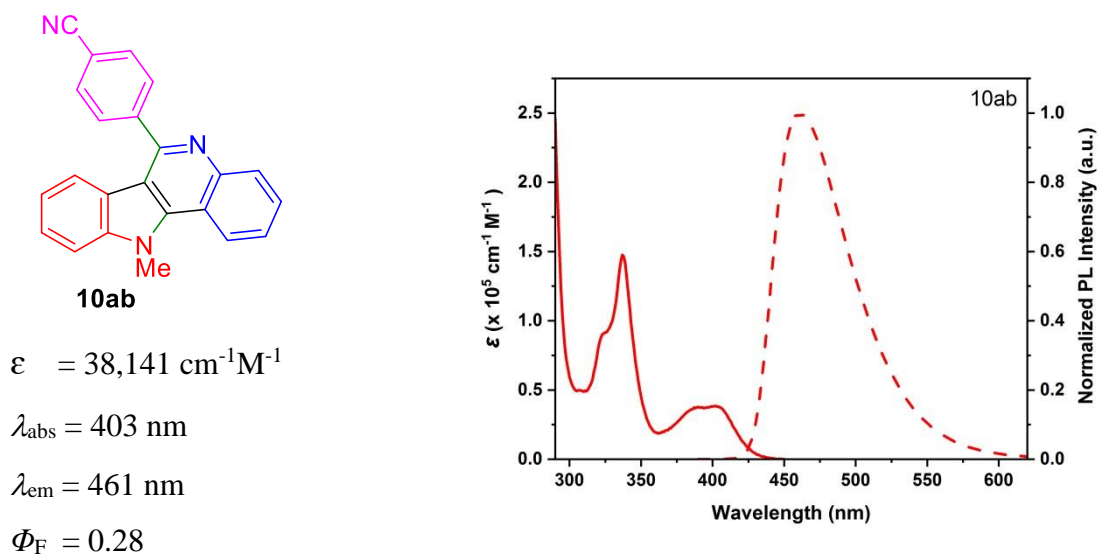 NC
N
N
Me
10ab
ε = 38,141 cm⁻¹M⁻¹
λabs = 403 nm
λem = 461 nm
ΦF = 0.28
10ab
2.5
2.0
1.5
1.0
0.5
0.0
ε (x 10⁵ cm⁻¹ M⁻¹ )
1.0
0.8
0.6
0.4
0.2
0.0
Normalized PL Intensity (a.u.)
300 350 400 450 500 550 600
Wavelength (nm)